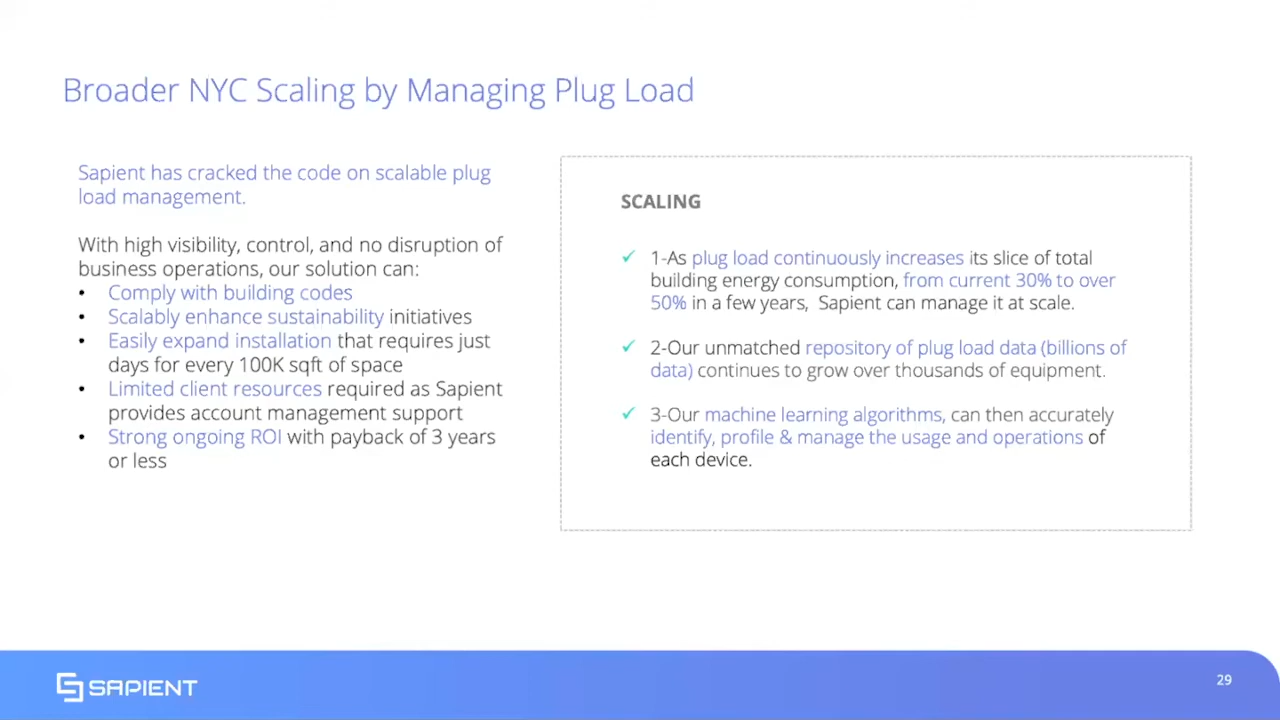 Broader NYC Scaling by Managing Plug Load
Sapient has cracked the code on scalable plug
load management.
With high visibility, control, and no disruption of
business operations, our solution can:
• Comply with building codes
• Scalably enhance sustainability initiatives
• Easily expand installation that requires just
days for every 100K sqft of space
• Limited client resources required as Sapient
provides account management support
• Strong ongoing ROI with payback of 3 years
or less
SCALING
✓ 1-As plug load continuously increases its slice of total
building energy consumption, from current 30% to over
50% in a few years, Sapient can manage it at scale.
✓ 2-Our unmatched repository of plug load data (billions of
data) continues to grow over thousands of equipment.
✓ 3-Our machine learning algorithms, can then accurately
identify, profile & manage the usage and operations of
each device.
SAPIENT
29